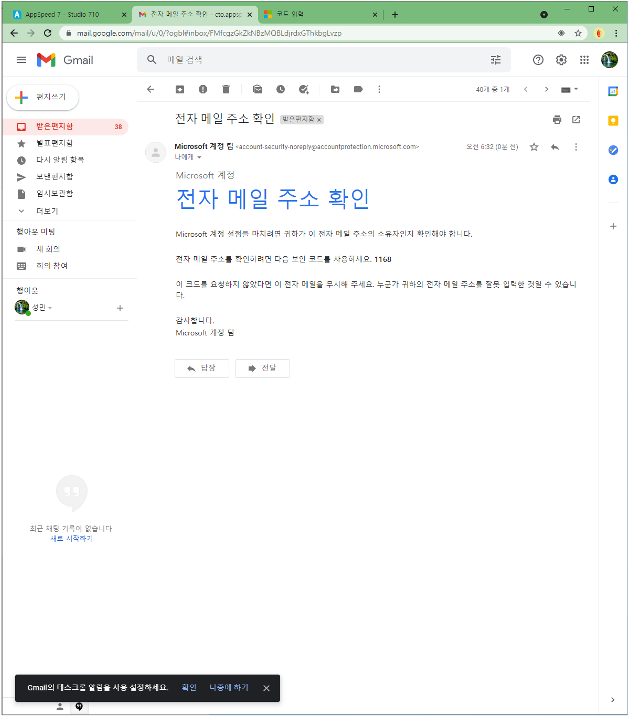 AppSpeed 7 - Studio 710
전자 메일 주소 확인 - cto.apps
코드 입력
mail.google.com/mail/u/0/?ogbl#inbox/FMfcgzGkZkNBzMQBLdjrdxGThkbgLvzp
Gmail
메일 검색
편지쓰기
40개 중 1개
받은편지함
38
별표편지함
다시 알림 항목
보낸편지함
임시보관함
더보기
행아웃 미팅
새 회의
회의 참여
행아웃
성민
전자 메일 주소 확인
받은편지함 x
Microsoft 계정 팀 <account-security-noreply@accountprotection.microsoft.com>
오전 6:32 (0분 전)
나에게
Microsoft 계정
전자 메일 주소 확인
Microsoft 계정 설정을 마치려면 귀하가 이 전자 메일 주소의 소유자인지 확인해야 합니다.
전자 메일 주소를 확인하려면 다음 보안 코드를 사용하세요. 1168
이 코드를 요청하지 않았다면 이 전자 메일을 무시해 주세요. 누군가 귀하의 전자 메일 주소를 잘못 입력한 것일 수 있습니
다.
감사합니다.
Microsoft 계정 팀
답장
전달
최근 채팅 기록이 없습니다
새로 시작하기
Gmail의 데스크톱 알림을 사용 설정하세요.
확인
나중에 하기